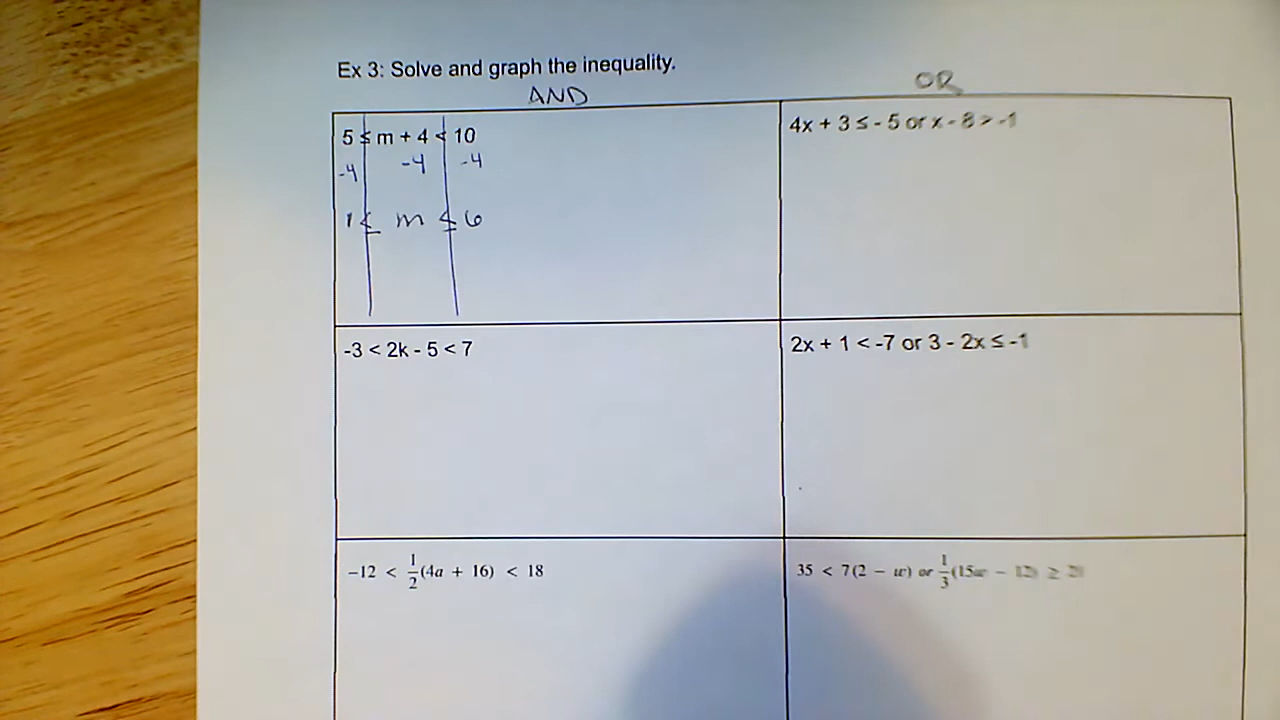 Ex 3: Solve and graph the inequality.
AND
OR
5 ≤ m + 4 < 10
-4 -4 -4
1 ≤ m ≤ 6
4x + 3 ≤ - 5 or x - 8 > -1
-3 < 2k - 5 < 7
2x + 1 < -7 or 3 - 2x ≤ -1
-12 < 1/2(4a + 16) < 18
35 < 7(2 - w) or 1/3(15w - 12) ≥